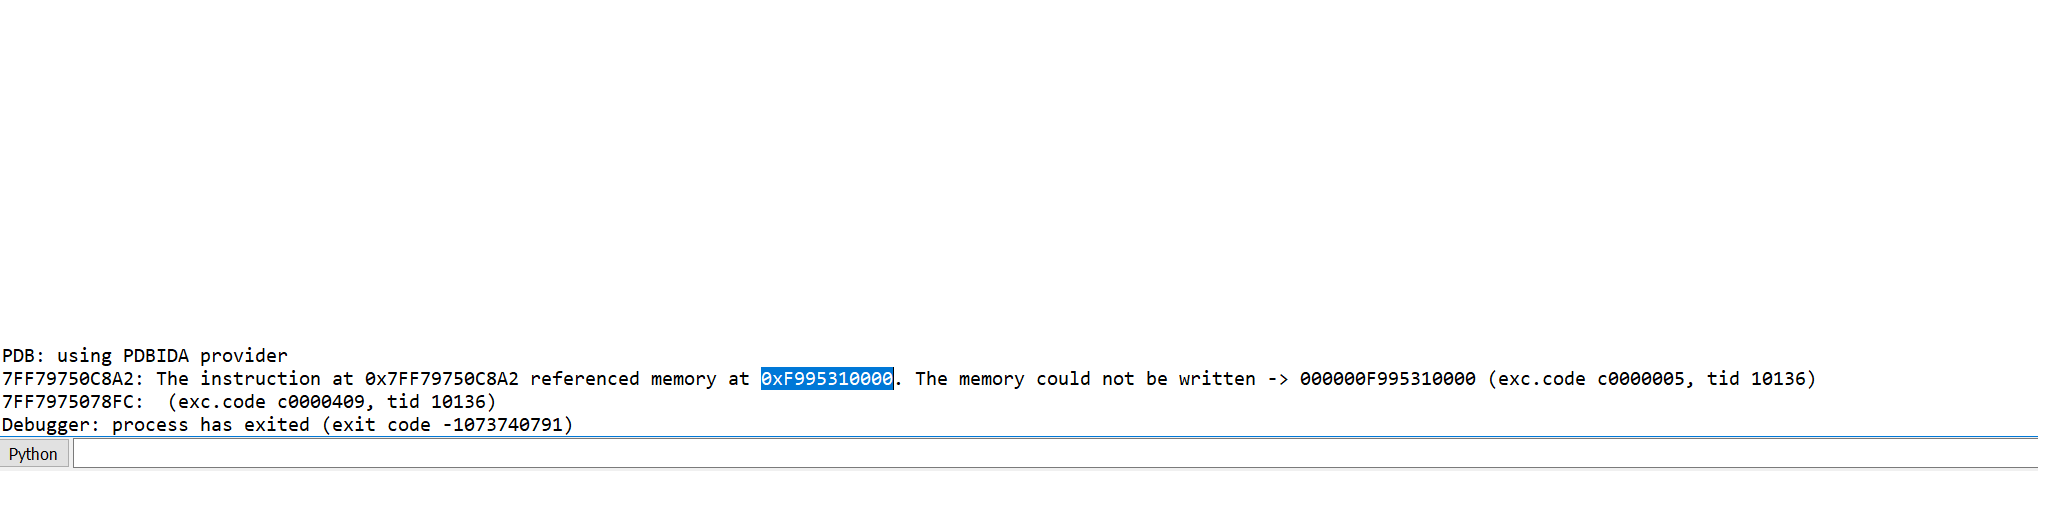 PDB: using PDBIDA provider
7FF79750C8A2: The instruction at 0x7FF79750C8A2 referenced memory at 0xF995310000. The memory could not be written -> 000000F995310000 (exc.code c0000005, tid 10136)
7FF7975078FC:  (exc.code c0000409, tid 10136)
Debugger: process has exited (exit code -1073740791)
Python